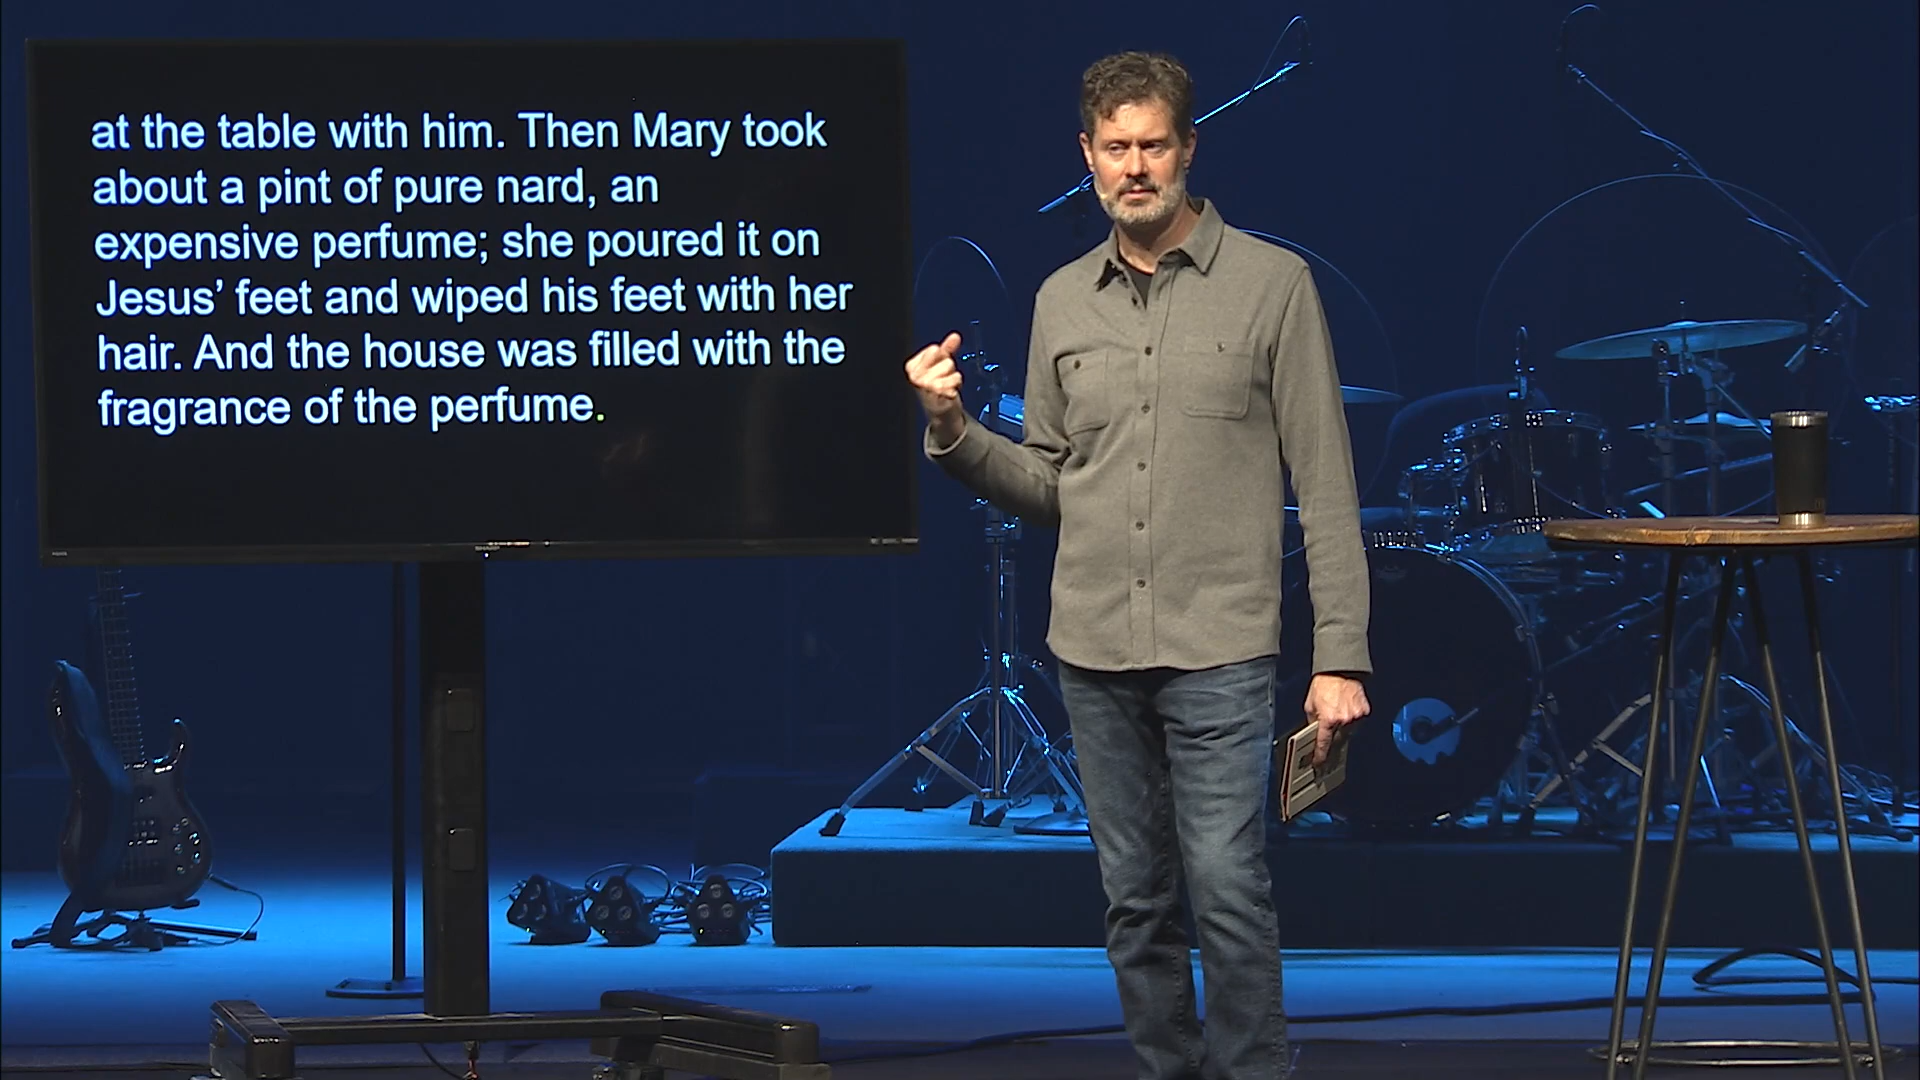 at the table with him. Then Mary took
about a pint of pure nard, an
expensive perfume; she poured it on
Jesus’ feet and wiped his feet with her
hair. And the house was filled with the
fragrance of the perfume.
SHARP